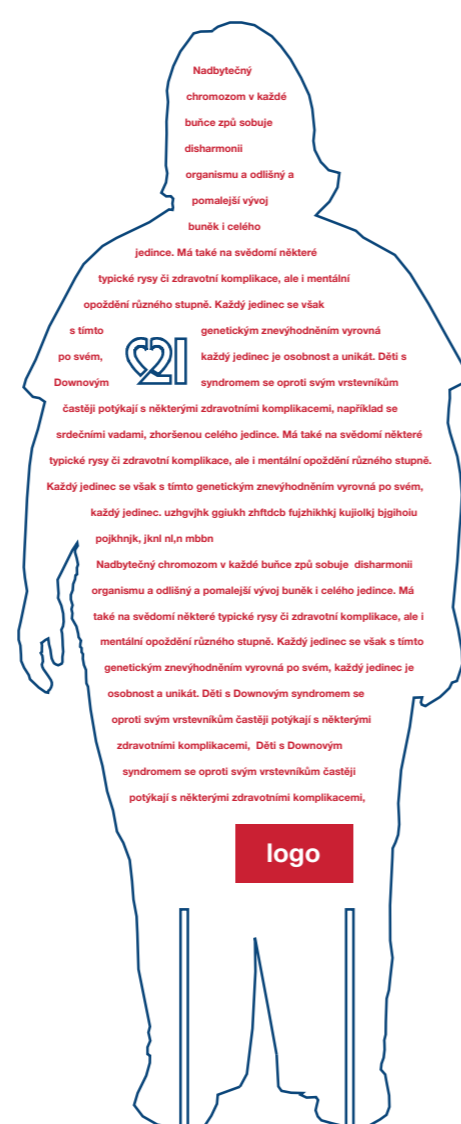 Nadbytečný
chromozom v každé
buňce způ sobuje
disharmonii
organismu a odlišný a
pomalejší vývoj
buněk i celého
jedince. Má také na svědomí některé
typické rysy či zdravotní komplikace, ale i mentální
opoždění různého stupně. Každý jedinec se však
s tímto genetickým znevýhodněním vyrovná
po svém, každý jedinec je osobnost a unikát. Děti s
Downovým syndromem se oproti svým vrstevníkům
21
častěji potýkají s některými zdravotními komplikacemi, například se
srdečními vadami, zhoršenou celého jedince. Má také na svědomí některé
typické rysy či zdravotní komplikace, ale i mentální opoždění různého stupně.
Každý jedinec se však s tímto genetickým znevýhodněním vyrovná po svém,
každý jedinec. uzhgvjhk ggiukh zhftdcb fujzhikhkj kujiolkj bjgihoiu
pojkhnjk, jknl nl,n mbbn
Nadbytečný chromozom v každé buňce způ sobuje disharmonii
organismu a odlišný a pomalejší vývoj buněk i celého jedince. Má
také na svědomí některé typické rysy či zdravotní komplikace, ale i
mentální opoždění různého stupně. Každý jedinec se však s tímto
genetickým znevýhodněním vyrovná po svém, každý jedinec je
osobnost a unikát. Děti s Downovým syndromem se
oproti svým vrstevníkům častěji potýkají s některými
zdravotními komplikacemi, Děti s Downovým
syndromem se oproti svým vrstevníkům častěji
potýkají s některými zdravotními komplikacemi,
logo